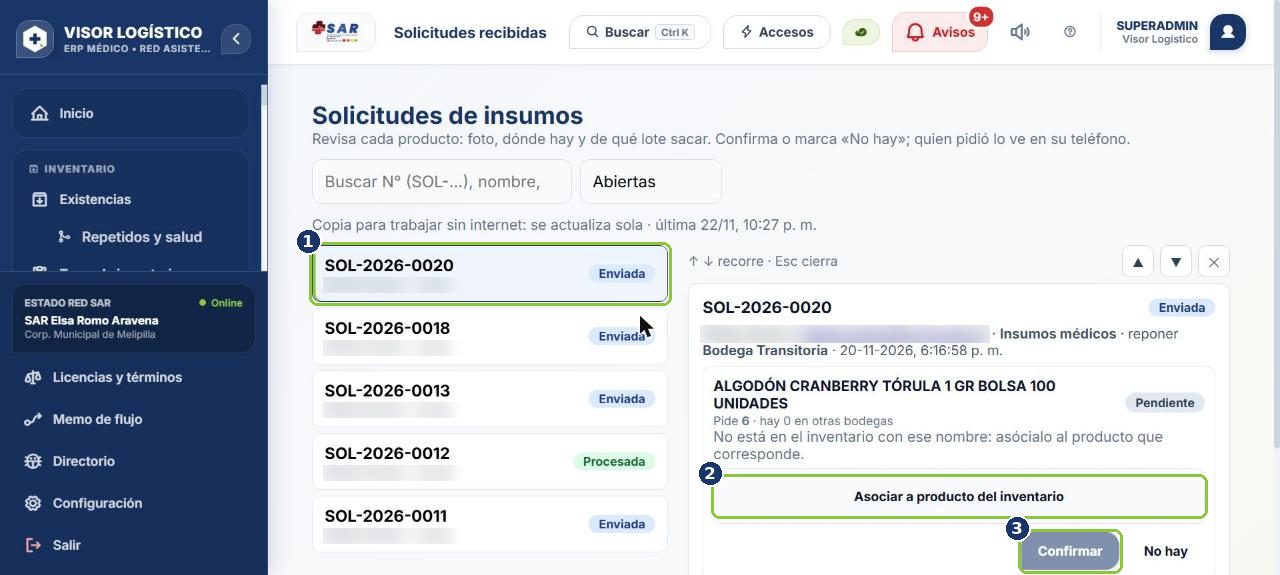 VISOR LOGÍSTICO
ERP MÉDICO • RED ASISTE...
Inicio
INVENTARIO
Existencias
Repetidos y salud
ESTADO RED SAR
Online
SAR Elsa Romo Aravena
Corp. Municipal de Melipilla
Licencias y términos
Memo de flujo
Directorio
Configuración
Salir
SAR
Solicitudes recibidas
Buscar Ctrl K
Accesos
Avisos
9+
SUPERADMIN
Visor Logístico
Solicitudes de insumos
Revisa cada producto: foto, dónde hay y de qué lote sacar. Confirma o marca «No hay»; quien pidió lo ve en su teléfono.
Buscar N° (SOL-...), nombre,
Abiertas
Copia para trabajar sin internet: se actualiza sola · última 22/11, 10:27 p. m.
1
SOL-2026-0020
Enviada
SOL-2026-0018
Enviada
SOL-2026-0013
Enviada
SOL-2026-0012
Procesada
SOL-2026-0011
Enviada
↑ ↓ recorre · Esc cierra
SOL-2026-0020
Enviada
· Insumos médicos · reponer
Bodega Transitoria · 20-11-2026, 6:16:58 p. m.
ALGODÓN CRANBERRY TÓRULA 1 GR BOLSA 100
UNIDADES
Pendiente
Pide 6 · hay 0 en otras bodegas
No está en el inventario con ese nombre: asócialo al producto que
corresponde.
2
Asociar a producto del inventario
3
Confirmar
No hay